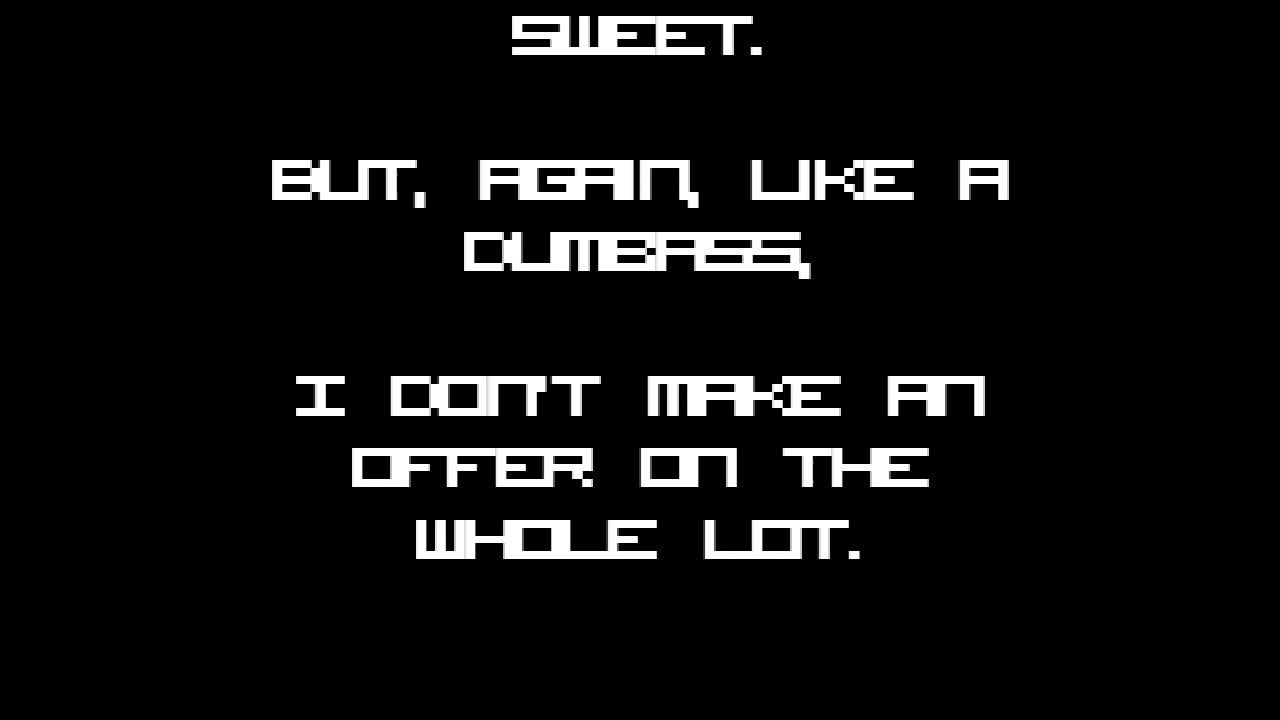 SWEET.
BUT, AGAIN, LIKE A
DUMBASS,
I DON'T MAKE AN
OFFER ON THE
WHOLE LOT.